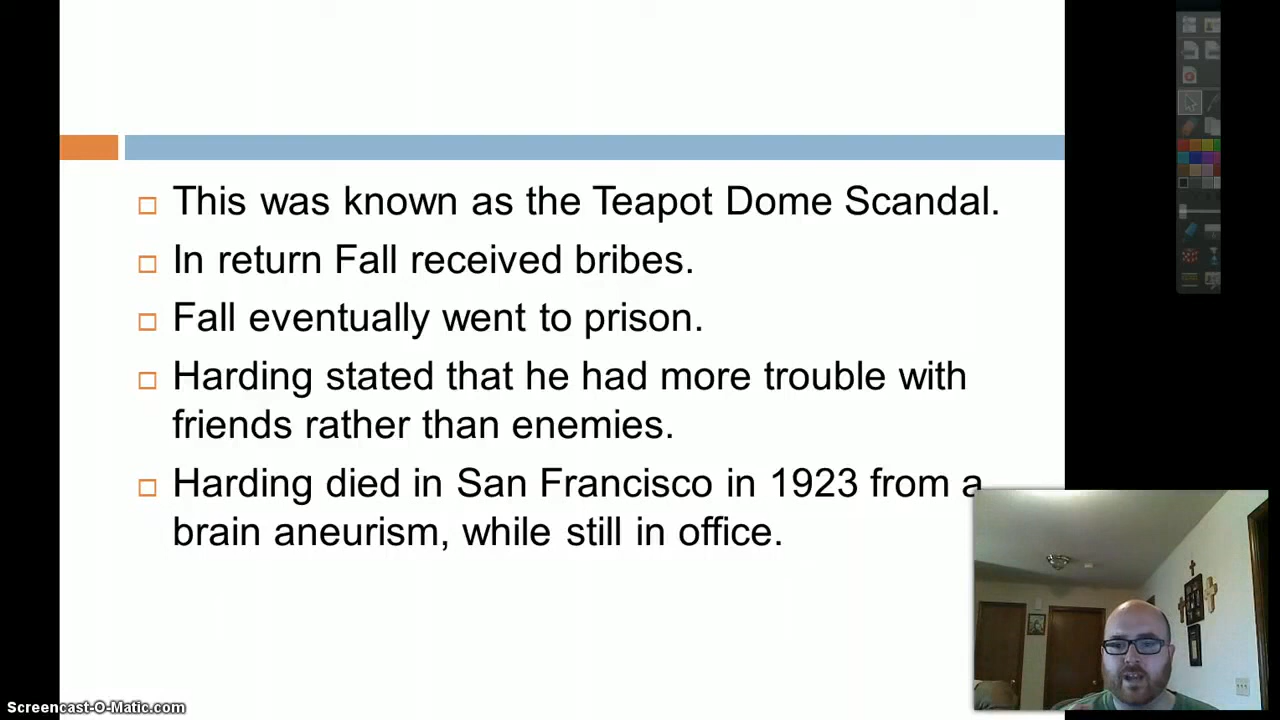 This was known as the Teapot Dome Scandal.
In return Fall received bribes.
Fall eventually went to prison.
Harding stated that he had more trouble with
friends rather than enemies.
Harding died in San Francisco in 1923 from a
brain aneurism, while still in office.
Screencast-O-Matic.com